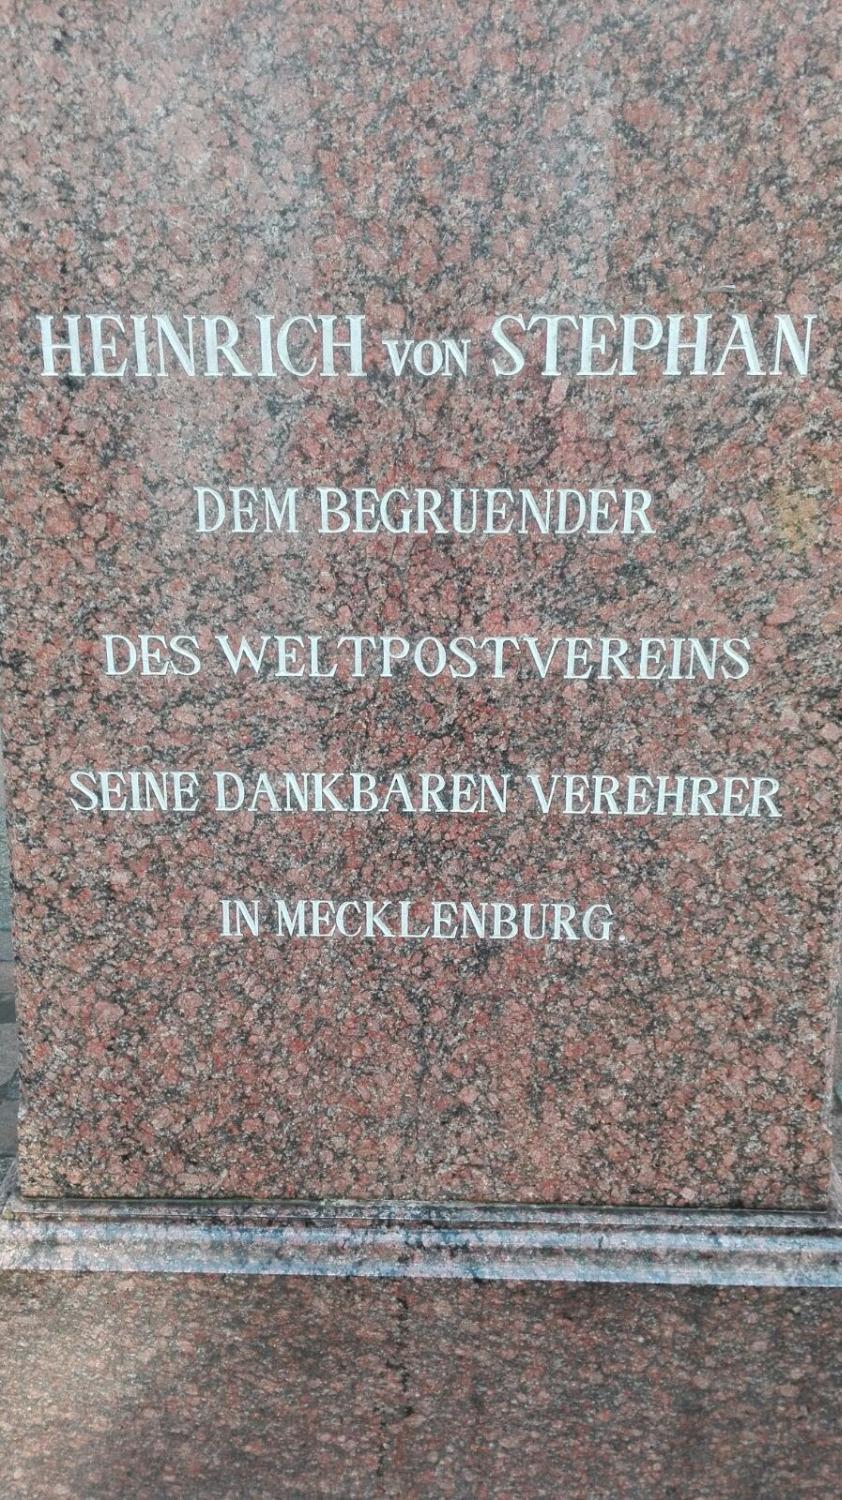 HEINRICH VON STEPHAN
DEM BEGRUENDER
DES WELTPOSTVEREINS
SEINE DANKBAREN VEREHRER
IN MECKLENBURG.